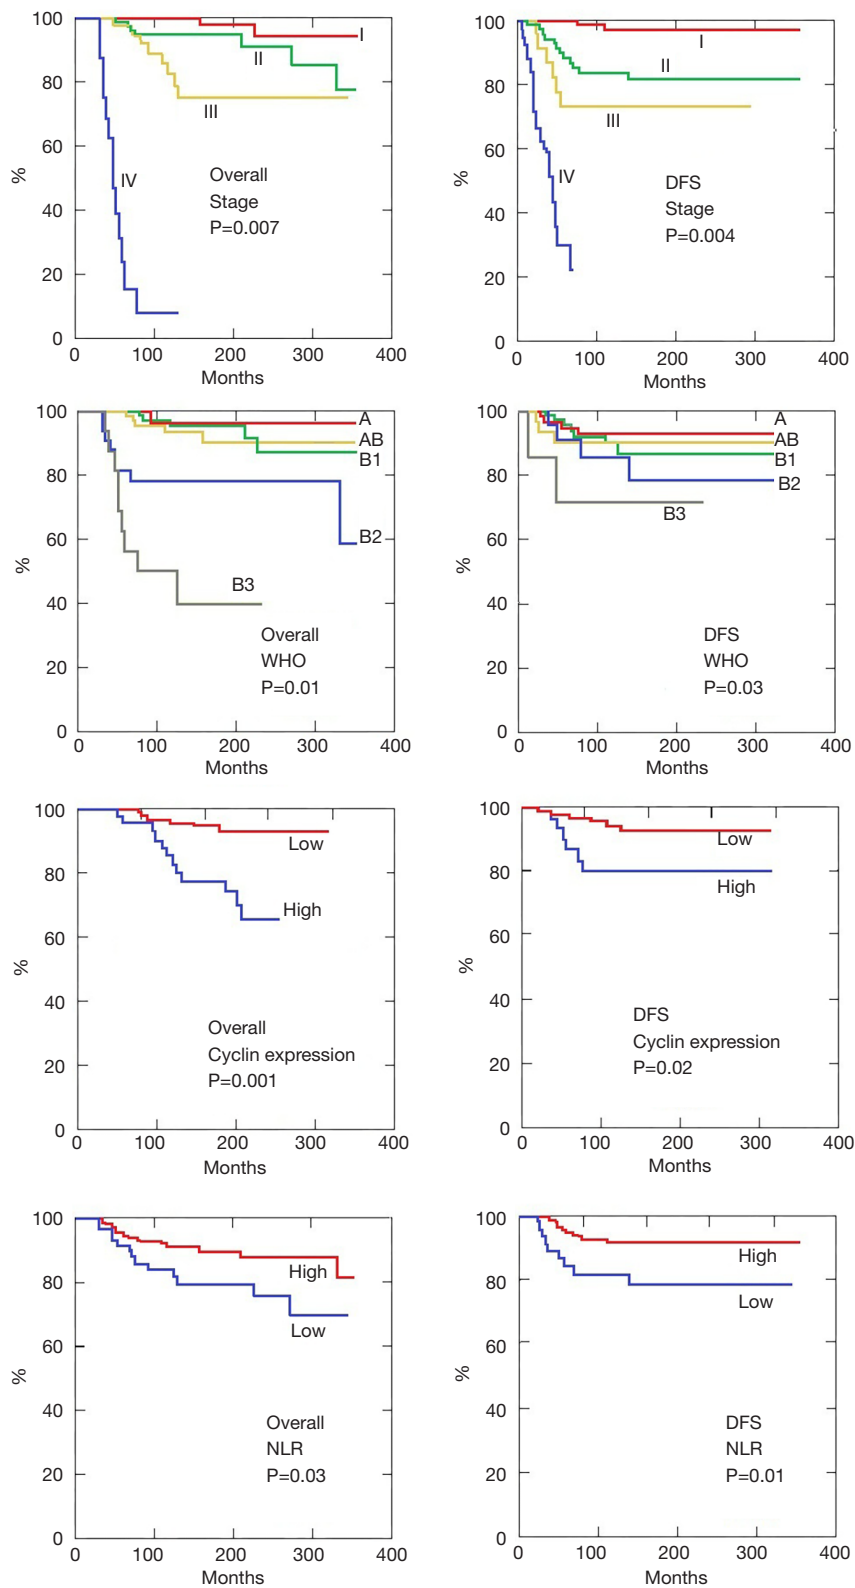 100
80
60
40
20
0
%
I
II
III
IV
Overall
Stage
P=0.007
0 100 200 300 400
Months
100
80
60
40
20
0
%
I
II
III
IV
DFS
Stage
P=0.004
0 100 200 300 400
Months
100
80
60
40
20
0
%
A
AB
B1
B2
B3
Overall
WHO
P=0.01
0 100 200 300 400
Months
100
80
60
40
20
0
%
A
AB
B1
B2
B3
DFS
WHO
P=0.03
0 100 200 300 400
Months
100
80
60
40
20
0
%
Low
High
Overall
Cyclin expression
P=0.001
0 100 200 300 400
Months
100
80
60
40
20
0
%
Low
High
DFS
Cyclin expression
P=0.02
0 100 200 300 400
Months
100
80
60
40
20
0
%
High
Low
Overall
NLR
P=0.03
0 100 200 300 400
Months
100
80
60
40
20
0
%
High
Low
DFS
NLR
P=0.01
0 100 200 300 400
Months